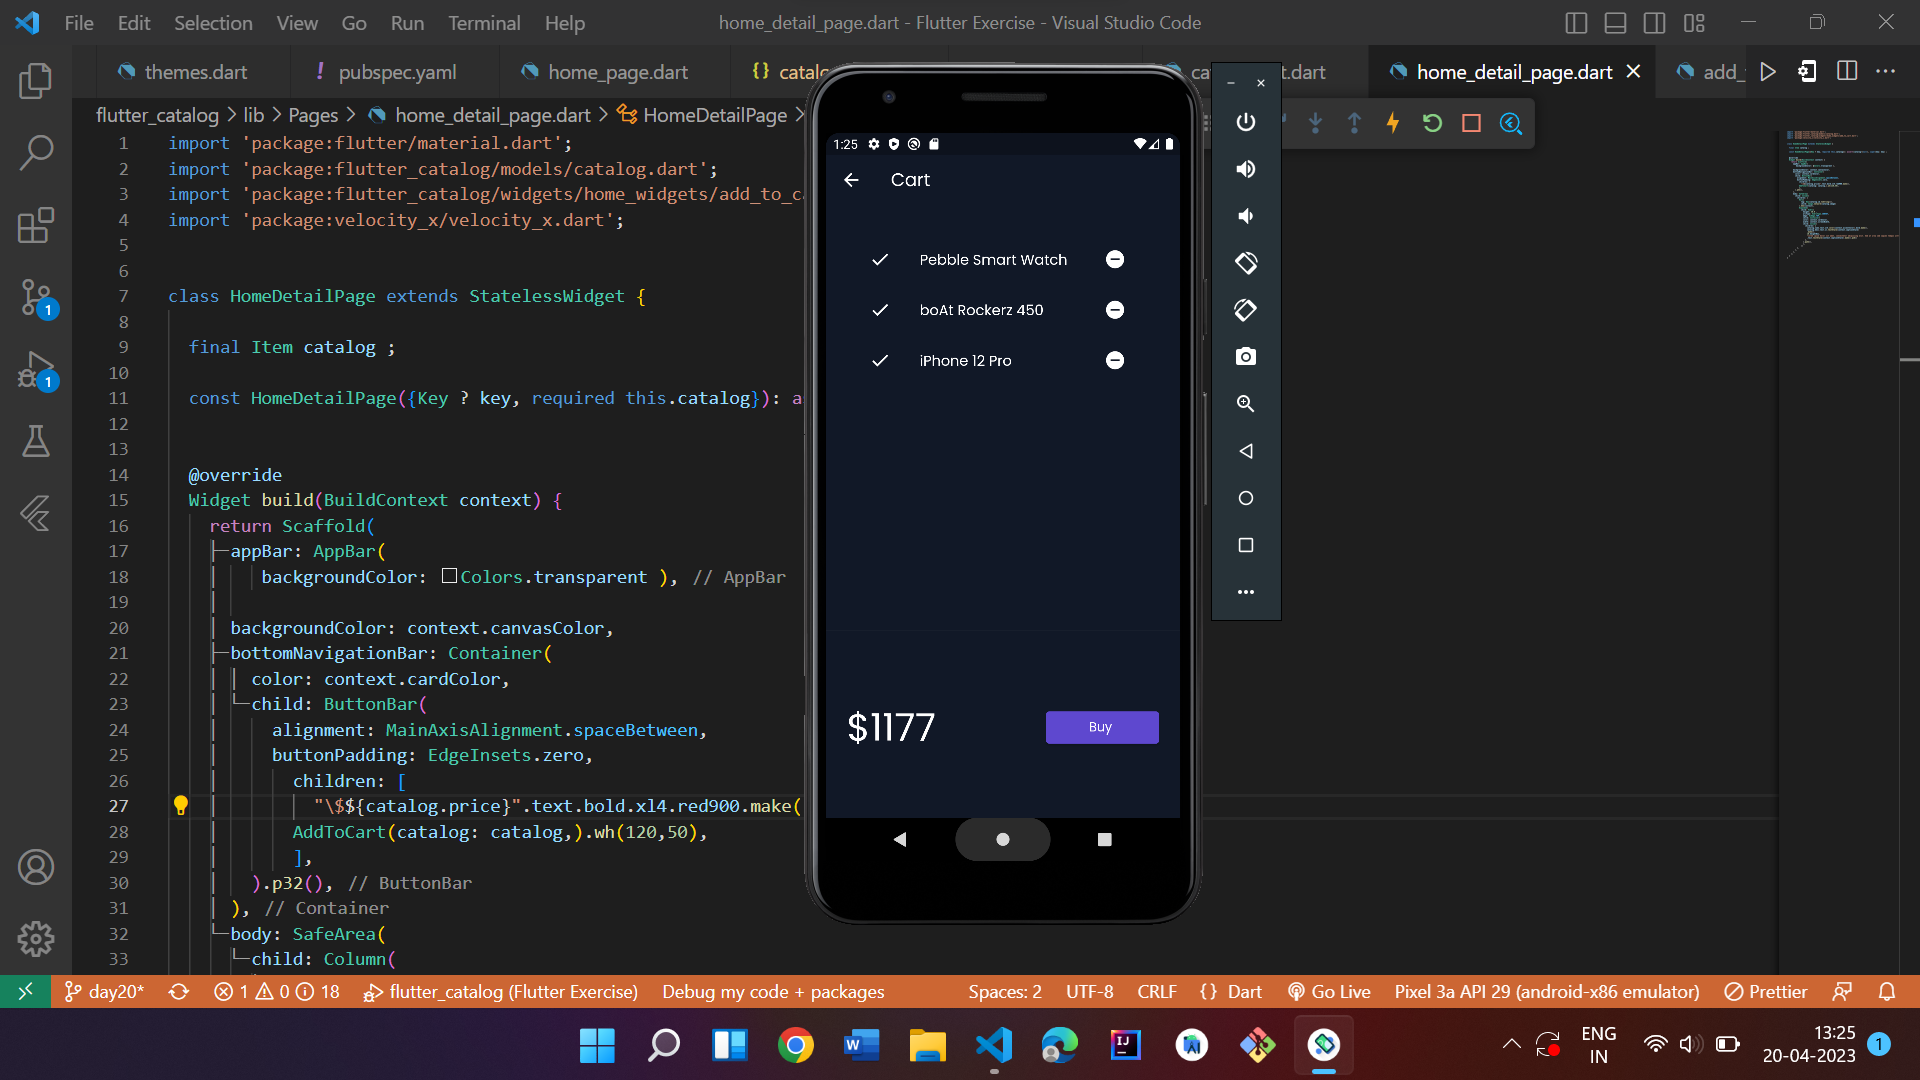 File Edit Selection View Go Run Terminal Help
home_detail_page.dart - Flutter Exercise - Visual Studio Code
themes.dart
! pubspec.yaml
home_page.dart
{}
home_detail_page.dart
flutter_catalog > lib > Pages > home_detail_page.dart > HomeDetailPage >
1 import 'package:flutter/material.dart';
2 import 'package:flutter_catalog/models/catalog.dart';
3 import 'package:flutter_catalog/widgets/home_widgets/add_to_ca
4 import 'package:velocity_x/velocity_x.dart';
5
6
7 class HomeDetailPage extends StatelessWidget {
8
9 final Item catalog ;
10
11 const HomeDetailPage({Key ? key, required this.catalog}): a
12
13
14 @override
15 Widget build(BuildContext context) {
16 return Scaffold(
17 appBar: AppBar(
18 backgroundColor: Colors.transparent ), // AppBar
19
20 backgroundColor: context.canvasColor,
21 bottomNavigationBar: Container(
22 color: context.cardColor,
23 child: ButtonBar(
24 alignment: MainAxisAlignment.spaceBetween,
25 buttonPadding: EdgeInsets.zero,
26 children: [
27 "\$${catalog.price}".text.bold.xl4.red900.make(
28 AddToCart(catalog: catalog,).wh(120,50),
29 ],
30 ).p32(), // ButtonBar
31 ), // Container
32 body: SafeArea(
33 child: Column(
1:25
Cart
Pebble Smart Watch
boAt Rockerz 450
iPhone 12 Pro
$1177
Buy
1
1
day20* 1 0 18 flutter_catalog (Flutter Exercise) Debug my code + packages Spaces: 2 UTF-8 CRLF {} Dart Go Live Pixel 3a API 29 (android-x86 emulator) Prettier
ENG
IN
13:25
20-04-2023
1